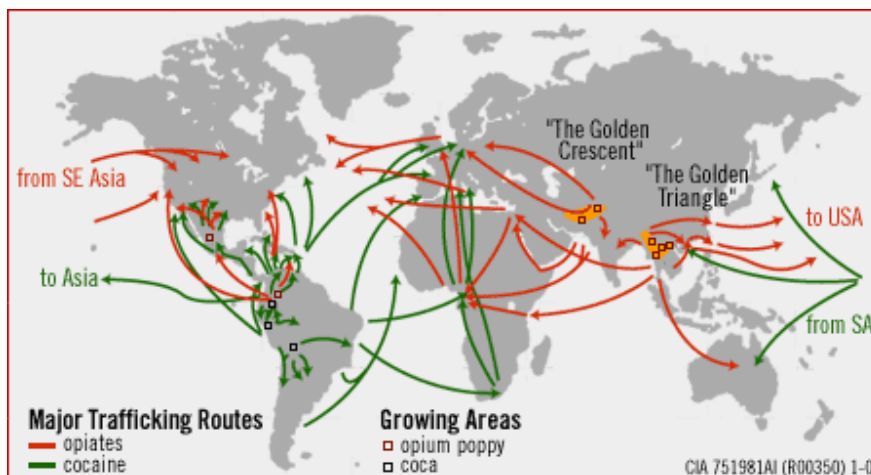 "The Golden
Crescent"
"The Golden
Triangle"
from SE Asia
to USA
to Asia
from SA
Major Trafficking Routes
opiates
cocaine
Growing Areas
opium poppy
coca
CIA 751981AI (R00350) 1-0